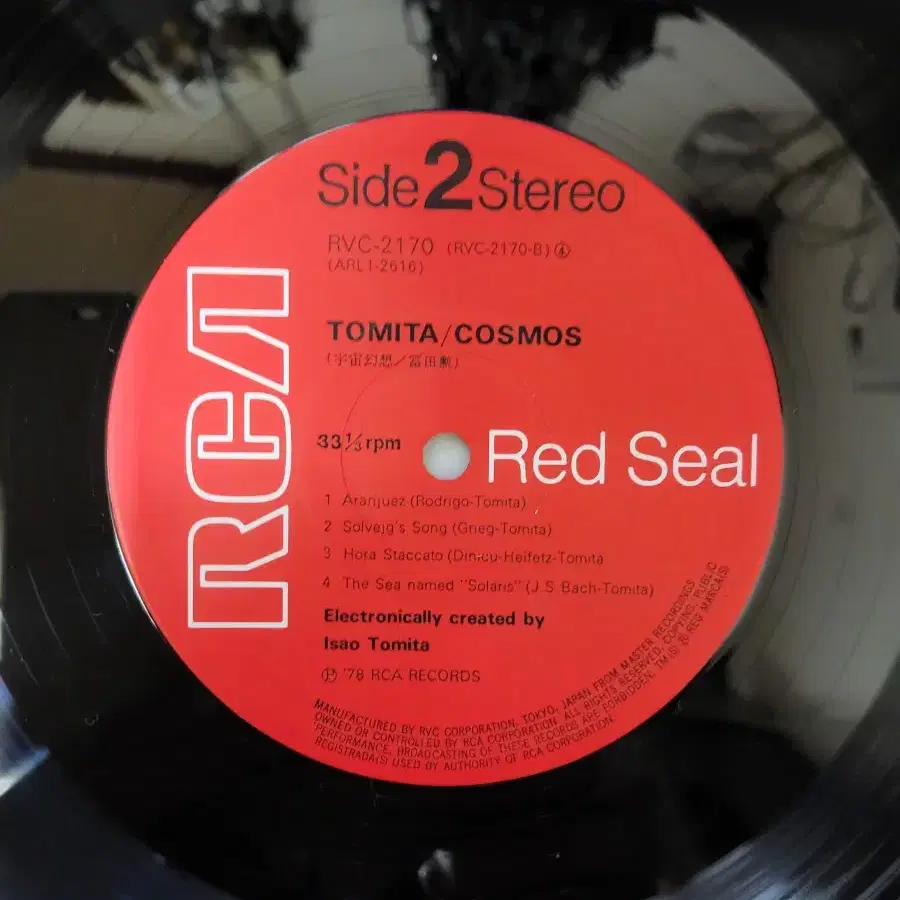 Side 2 Stereo
RVC-2170 (RVC-2170-B) ④
(ARL1-2616)
TOMITA/COSMOS
(宇宙幻想／冨田勲)
33⅓rpm
Red Seal
RCA
1 Aranjuez (Rodrigo-Tomita)
2 Solvejg's Song (Grieg-Tomita)
3 Hora Staccato (Dinicu-Heifetz-Tomita
4 The Sea named "Solaris" (J.S.Bach-Tomita)
Electronically created by
Isao Tomita
Ⓟ '78 RCA RECORDS
MANUFACTURED BY RVC CORPORATION, TOKYO, JAPAN FROM MASTER RECORDINGS
OWNED OR CONTROLLED BY RCA CORPORATION. ALL RIGHTS RESERVED, COPYING, PUBLIC
PERFORMANCE, BROADCASTING OF THESE RECORDS ARE FORBIDDEN. TM(S) ® REG. MARCA(S)
REGISTRADA(S) USED BY AUTHORITY OF RCA CORPORATION.